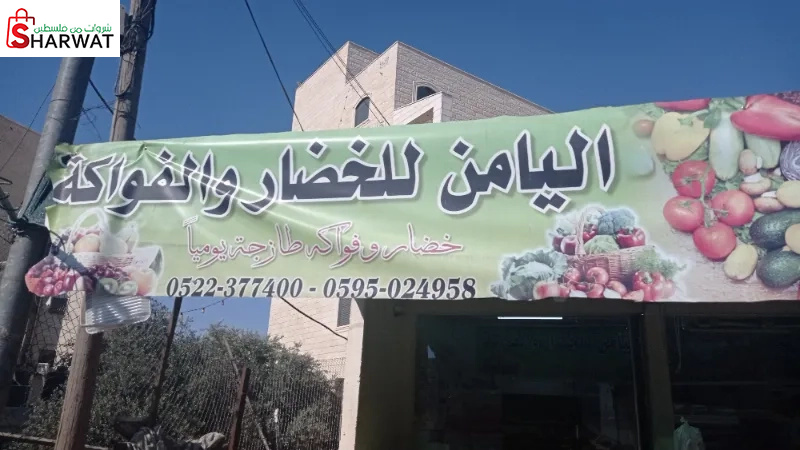 شروات من فلسطين
SHARWAT
اليامن للخضار والفواكة
خضار وفواكه طازجة يومياً
0522-377400 - 0595-024958